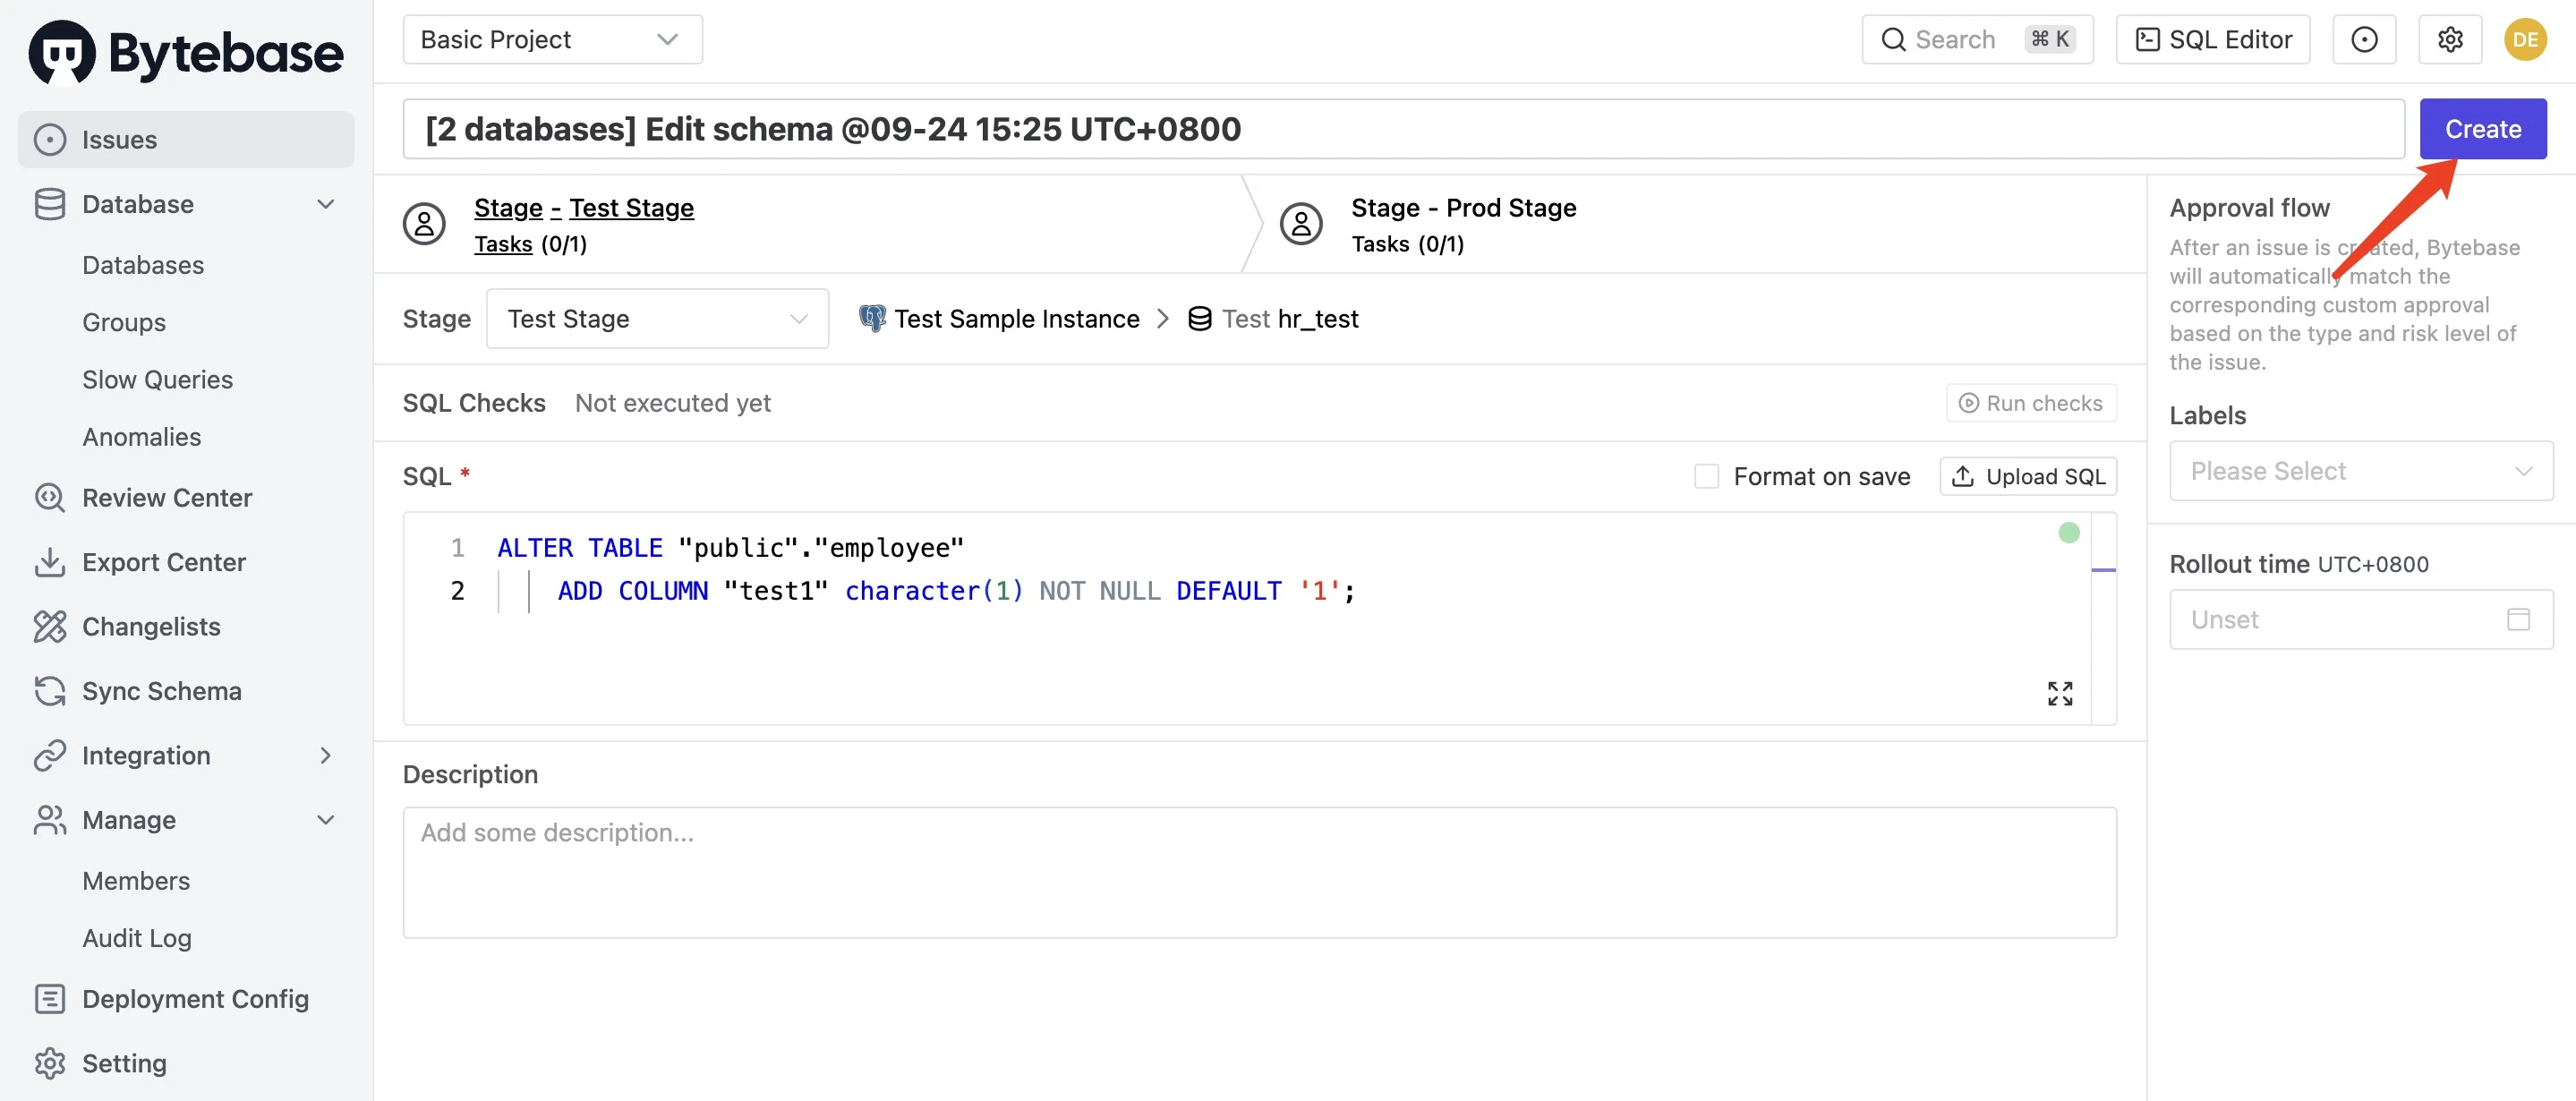 Bytebase
Issues
Database
Databases
Groups
Slow Queries
Anomalies
Review Center
Export Center
Changelists
Sync Schema
Integration
Manage
Members
Audit Log
Deployment Config
Setting
Basic Project
Search ⌘ K
SQL Editor
DE
[2 databases] Edit schema @09-24 15:25 UTC+0800
Create
Stage - Test Stage
Tasks (0/1)
Stage - Prod Stage
Tasks (0/1)
Stage Test Stage Test Sample Instance > Test hr_test
SQL Checks Not executed yet Run checks
SQL * Format on save Upload SQL
1 ALTER TABLE "public"."employee"
2 ADD COLUMN "test1" character(1) NOT NULL DEFAULT '1';
Description
Add some description...
Approval flow
After an issue is created, Bytebase
will automatically match the
corresponding custom approval
based on the type and risk level of
the issue.
Labels
Please Select
Rollout time UTC+0800
Unset